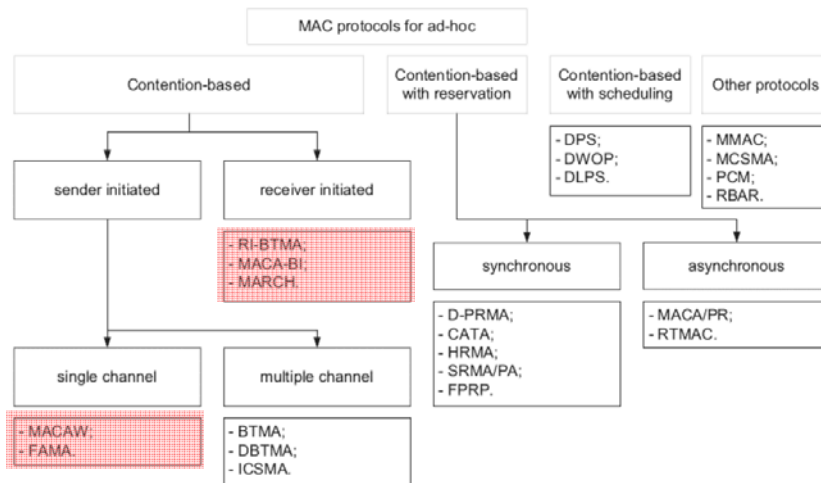 MAC protocols for ad-hoc
Contention-based
Contention-based
with reservation
Contention-based
with scheduling
Other protocols
- DPS;
- DWOP;
- DLPS.
- MMAC;
- MCSMA;
- PCM;
- RBAR.
sender initiated
receiver initiated
- RI-BTMA;
- MACA-BI;
- MARCH.
synchronous
asynchronous
- D-PRMA;
- CATA;
- HRMA;
- SRMA/PA;
- FPRP.
- MACA/PR;
- RTMAC.
single channel
multiple channel
- MACAW;
- FAMA.
- BTMA;
- DBTMA;
- ICSMA.